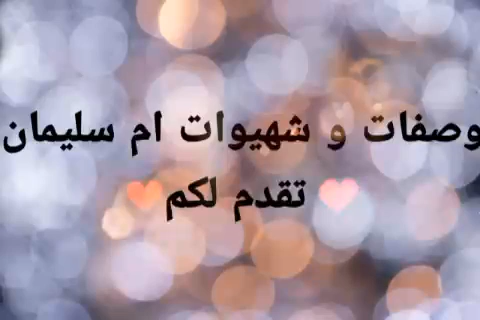 وصفات و شهيوات ام سليمان
🧡 تقدم لكم 🧡